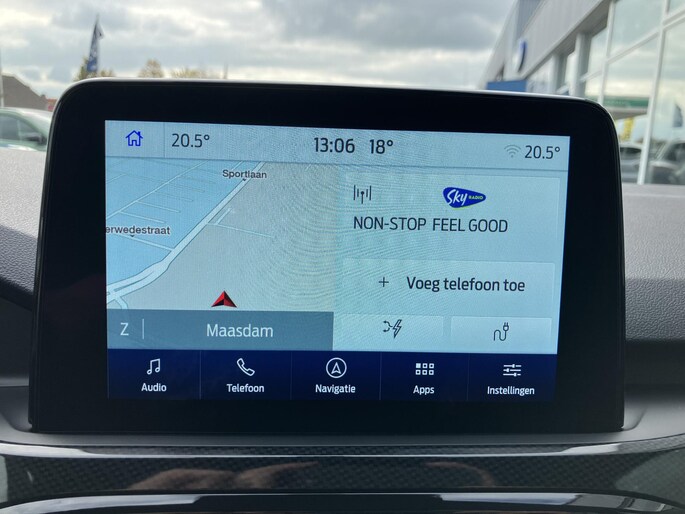 20.5°
13:06 18°
20.5°
Sportlaan
erwedestraat
Sky RADIO
NON-STOP FEEL GOOD
+ Voeg telefoon toe
Z
Maasdam
Audio
Telefoon
Navigatie
Apps
Instellingen